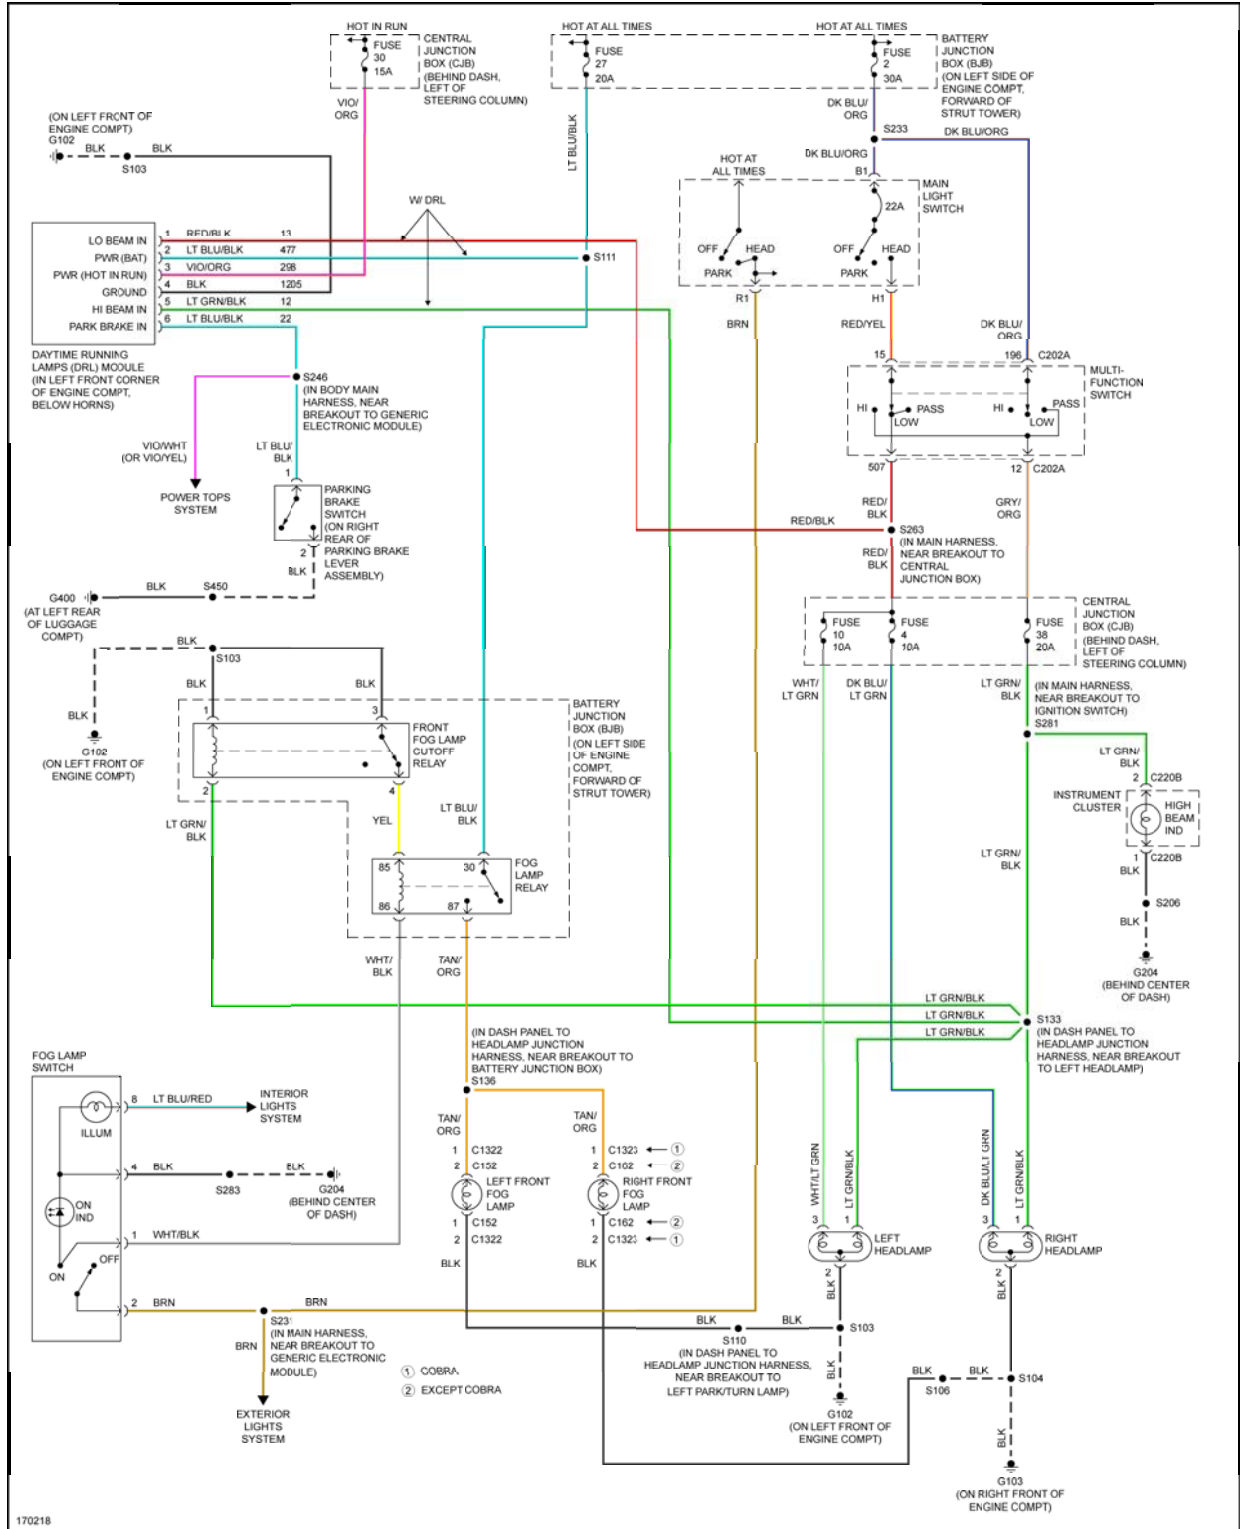 HOT IN RUN
HOT AT ALL TIMES
HOT AT ALL TIMES
FUSE
30
15A
CENTRAL
JUNCTION
BOX (CJB)
(BEHIND DASH,
LEFT OF
STEERING COLUMN)
FUSE
27
20A
FUSE
2
30A
BATTERY
JUNCTION
BOX (BJB)
(ON LEFT SIDE OF
ENGINE COMPT,
FORWARD OF
STRUT TOWER)
VIO/
ORG
LT BLU/BLK
DK BLU/
ORG
S233
DK BLU/ORG
DK BLU/ORG
(ON LEFT FRONT OF
ENGINE COMPT)
G102
BLK
BLK
S103
HOT AT
ALL TIMES
B1
MAIN
LIGHT
SWITCH
22A
OFF
HEAD
PARK
OFF
HEAD
PARK
R1
H1
W/ DRL
LO BEAM IN
1
RED/BLK
13
PWR (BAT)
2
LT BLU/BLK
477
PWR (HOT IN RUN)
3
VIO/ORG
298
GROUND
4
BLK
1205
HI BEAM IN
5
LT GRN/BLK
12
PARK BRAKE IN
6
LT BLU/BLK
22
S111
DAYTIME RUNNING
LAMPS (DRL) MODULE
(IN LEFT FRONT CORNER
OF ENGINE COMPT,
BELOW HORNS)
BRN
RED/YEL
DK BLU/
ORG
15
196
C202A
MULTI-
FUNCTION
SWITCH
HI
PASS
LOW
HI
PASS
LOW
507
12
C202A
S246
(IN BODY MAIN
HARNESS, NEAR
BREAKOUT TO GENERIC
ELECTRONIC MODULE)
VIO/WHT
(OR VIO/YEL)
LT BLU/
BLK
1
POWER TOPS
SYSTEM
PARKING
BRAKE
SWITCH
(ON RIGHT
REAR OF
PARKING BRAKE
LEVER
ASSEMBLY)
2
BLK
RED/
BLK
GRY/
ORG
RED/BLK
S263
(IN MAIN HARNESS.
NEAR BREAKOUT TO
CENTRAL
JUNCTION BOX)
RED/
BLK
BLK
S450
G400
(AT LEFT REAR
OF LUGGAGE
COMPT)
BLK
S103
BLK
BLK
BLK
G102
(ON LEFT FRONT OF
ENGINE COMPT)
FUSE
10
10A
FUSE
4
10A
FUSE
38
20A
CENTRAL
JUNCTION
BOX (CJB)
(BEHIND DASH,
LEFT OF
STEERING COLUMN)
WHT/
LT GRN
DK BLU/
LT GRN
LT GRN/
BLK
(IN MAIN HARNESS,
NEAR BREAKOUT TO
IGNITION SWITCH)
S281
1
3
FRONT
FOG LAMP
CUTOFF
RELAY
2
4
BATTERY
JUNCTION
BOX (BJB)
(ON LEFT SIDE
OF ENGINE
COMPT,
FORWARD OF
STRUT TOWER)
LT GRN/
BLK
2
C220B
INSTRUMENT
CLUSTER
HIGH
BEAM
IND
1
C220B
BLK
S206
BLK
G204
(BEHIND CENTER
OF DASH)
LT GRN/
BLK
YEL
LT BLU/
BLK
LT GRN/
BLK
85
30
86
87
FOG
LAMP
RELAY
WHT/
BLK
TAN/
ORG
LT GRN/BLK
LT GRN/BLK
LT GRN/BLK
S133
(IN DASH PANEL TO
HEADLAMP JUNCTION
HARNESS, NEAR BREAKOUT
TO LEFT HEADLAMP)
(IN DASH PANEL TO
HEADLAMP JUNCTION
HARNESS, NEAR BREAKOUT TO
BATTERY JUNCTION BOX)
S136
FOG LAMP
SWITCH
8
LT BLU/RED
INTERIOR
LIGHTS
SYSTEM
ILLUM
4
BLK
BLK
S283
G204
(BEHIND CENTER
OF DASH)
ON
IND
1
WHT/BLK
OFF
ON
2
BRN
BRN
S231
(IN MAIN HARNESS,
NEAR BREAKOUT TO
GENERIC ELECTRONIC
MODULE)
BRN
EXTERIOR
LIGHTS
SYSTEM
TAN/
ORG
TAN/
ORG
1 C1322
2 C152
LEFT FRONT
FOG
LAMP
1 C152
2 C1322
BLK
1 C1323 1
2 C162 2
RIGHT FRONT
FOG
LAMP
1 C162 2
2 C1323 1
BLK
WHT/LT GRN
LT GRN/BLK
DK BLU/LT GRN
LT GRN/BLK
3
1
LEFT
HEADLAMP
2
BLK
3
1
RIGHT
HEADLAMP
2
BLK
BLK
BLK
S103
S110
(IN DASH PANEL TO
HEADLAMP JUNCTION HARNESS,
NEAR BREAKOUT TO
LEFT PARK/TURN LAMP)
BLK
G102
(ON LEFT FRONT OF
ENGINE COMPT)
BLK
BLK
S104
S106
BLK
G103
(ON RIGHT FRONT OF
ENGINE COMPT)
1 COBRA
2 EXCEPT COBRA
170218